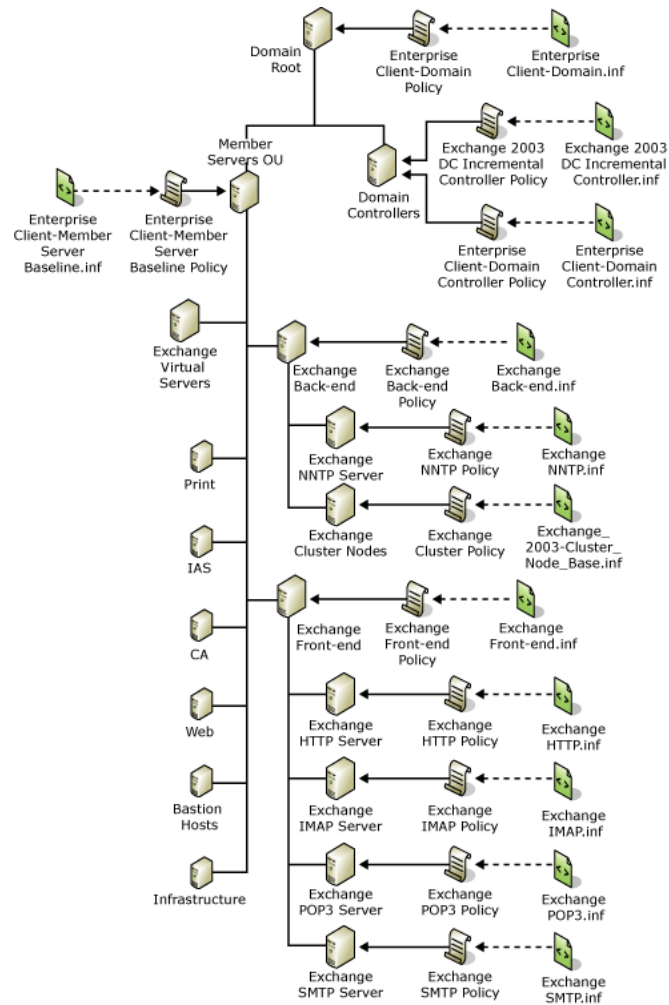 Domain
Root
Enterprise
Client-Domain
Policy
Enterprise
Client-Domain.inf
Member
Servers OU
Exchange 2003
DC Incremental
Controller Policy
Exchange 2003
DC Incremental
Controller.inf
Domain
Controllers
Enterprise
Client-Member
Server
Baseline.inf
Enterprise
Client-Member
Server
Baseline Policy
Enterprise
Client-Domain
Controller Policy
Enterprise
Client-Domain
Controller.inf
Exchange
Virtual
Servers
Exchange
Back-end
Exchange
Back-end
Policy
Exchange
Back-end.inf
Print
Exchange
NNTP Server
Exchange
NNTP Policy
Exchange
NNTP.inf
IAS
Exchange
Cluster Nodes
Exchange
Cluster Policy
Exchange_
2003-Cluster_
Node_Base.inf
CA
Exchange
Front-end
Exchange
Front-end
Policy
Exchange
Front-end.inf
Web
Exchange
HTTP Server
Exchange
HTTP Policy
Exchange
HTTP.inf
Bastion
Hosts
Exchange
IMAP Server
Exchange
IMAP Policy
Exchange
IMAP.inf
Infrastructure
Exchange
POP3 Server
Exchange
POP3 Policy
Exchange
POP3.inf
Exchange
SMTP Server
Exchange
SMTP Policy
Exchange
SMTP.inf